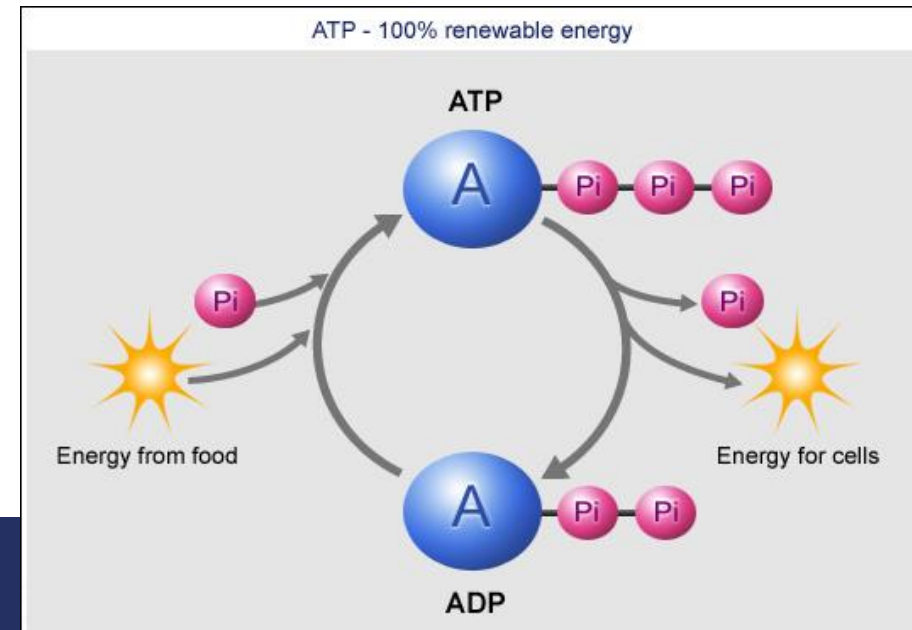 ATP - 100% renewable energy
ATP
A Pi Pi Pi
Pi Pi
Energy from food Energy for cells
A Pi Pi
ADP